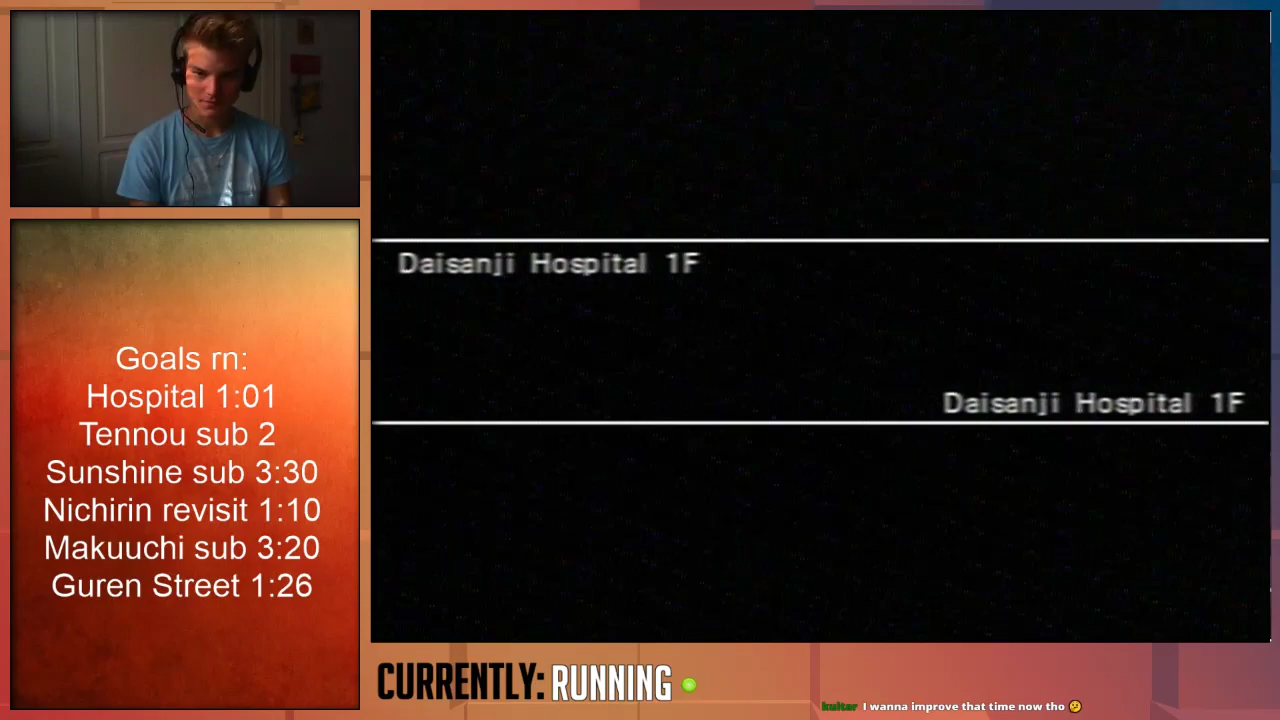 Daisanji Hospital 1F
Daisanji Hospital 1F
Goals rn:
Hospital 1:01
Tennou sub 2
Sunshine sub 3:30
Nichirin revisit 1:10
Makuuchi sub 3:20
Guren Street 1:26
CURRENTLY: RUNNING
kultar I wanna improve that time now tho